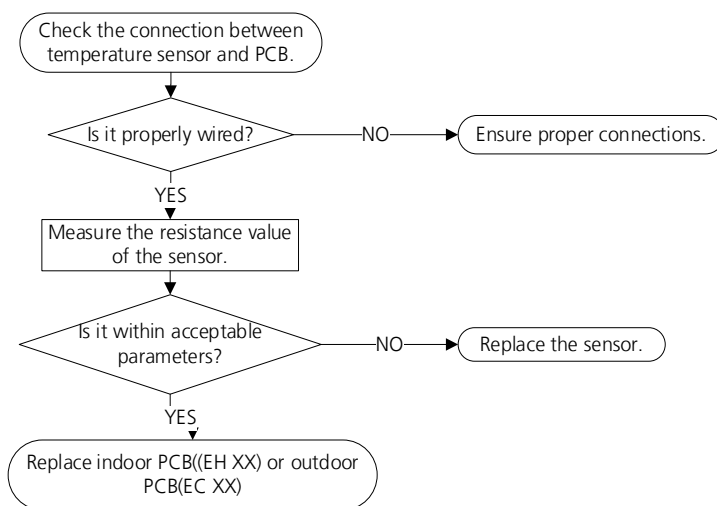 Check the connection between
temperature sensor and PCB.
Is it properly wired?
NO
Ensure proper connections.
YES
Measure the resistance value
of the sensor.
Is it within acceptable
parameters?
NO
Replace the sensor.
YES
Replace indoor PCB((EH XX) or outdoor
PCB(EC XX)